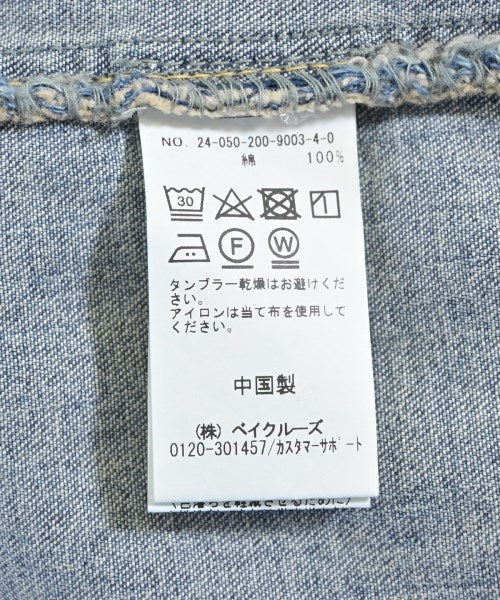 NO. 24-050-200-9003-4-0
綿 100%
30
F W
タンブラー乾燥はお避けくだ
さい。
アイロンは当て布を使用して
ください。
中国製
(株) ベイクルーズ
0120-301457/カスタマーサポート